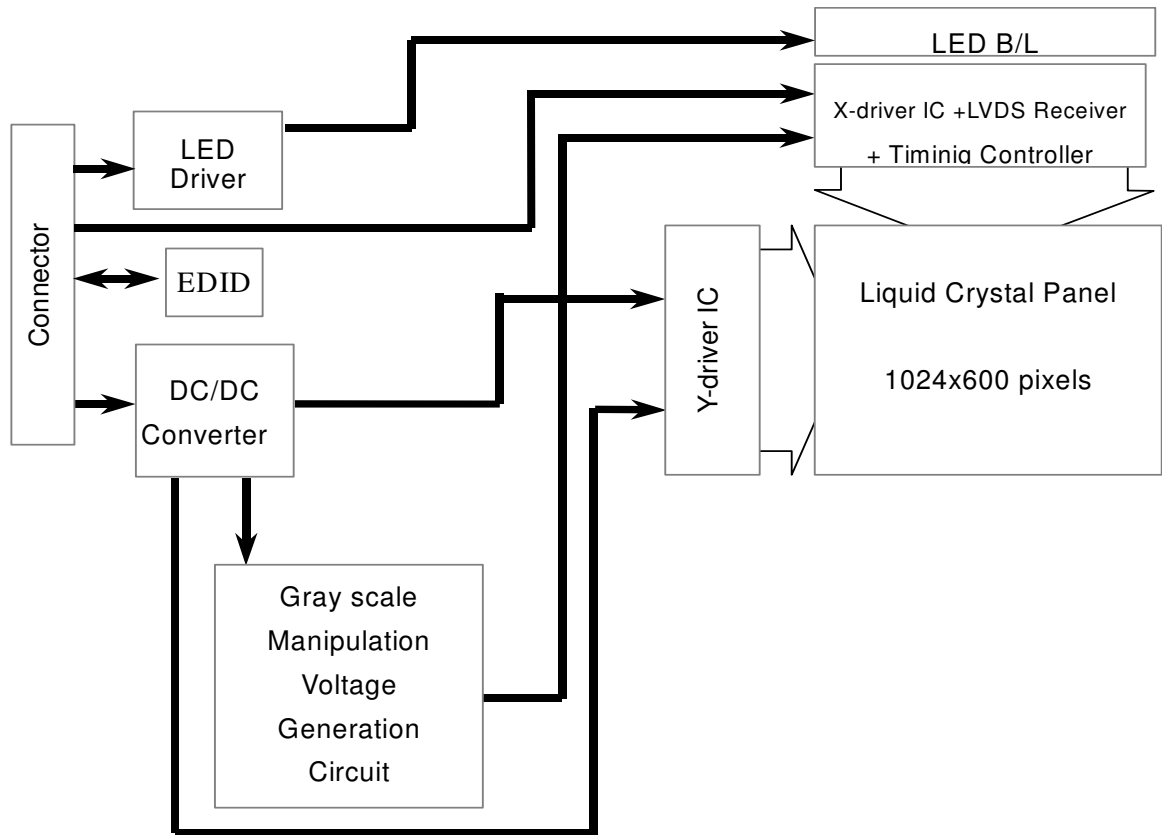 LED B/L
X-driver IC +LVDS Receiver
+ Timinig Controller
LED
Driver
Connector
EDID
DC/DC
Converter
Y-driver IC
Liquid Crystal Panel
1024x600 pixels
Gray scale
Manipulation
Voltage
Generation
Circuit